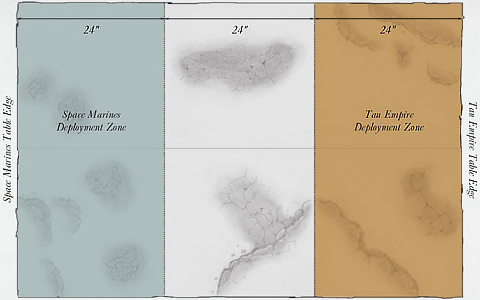 24"
24"
24"
Space Marines
Deployment Zone
Tau Empire
Deployment Zone
Space Marines Table Edge
Tau Empire Table Edge